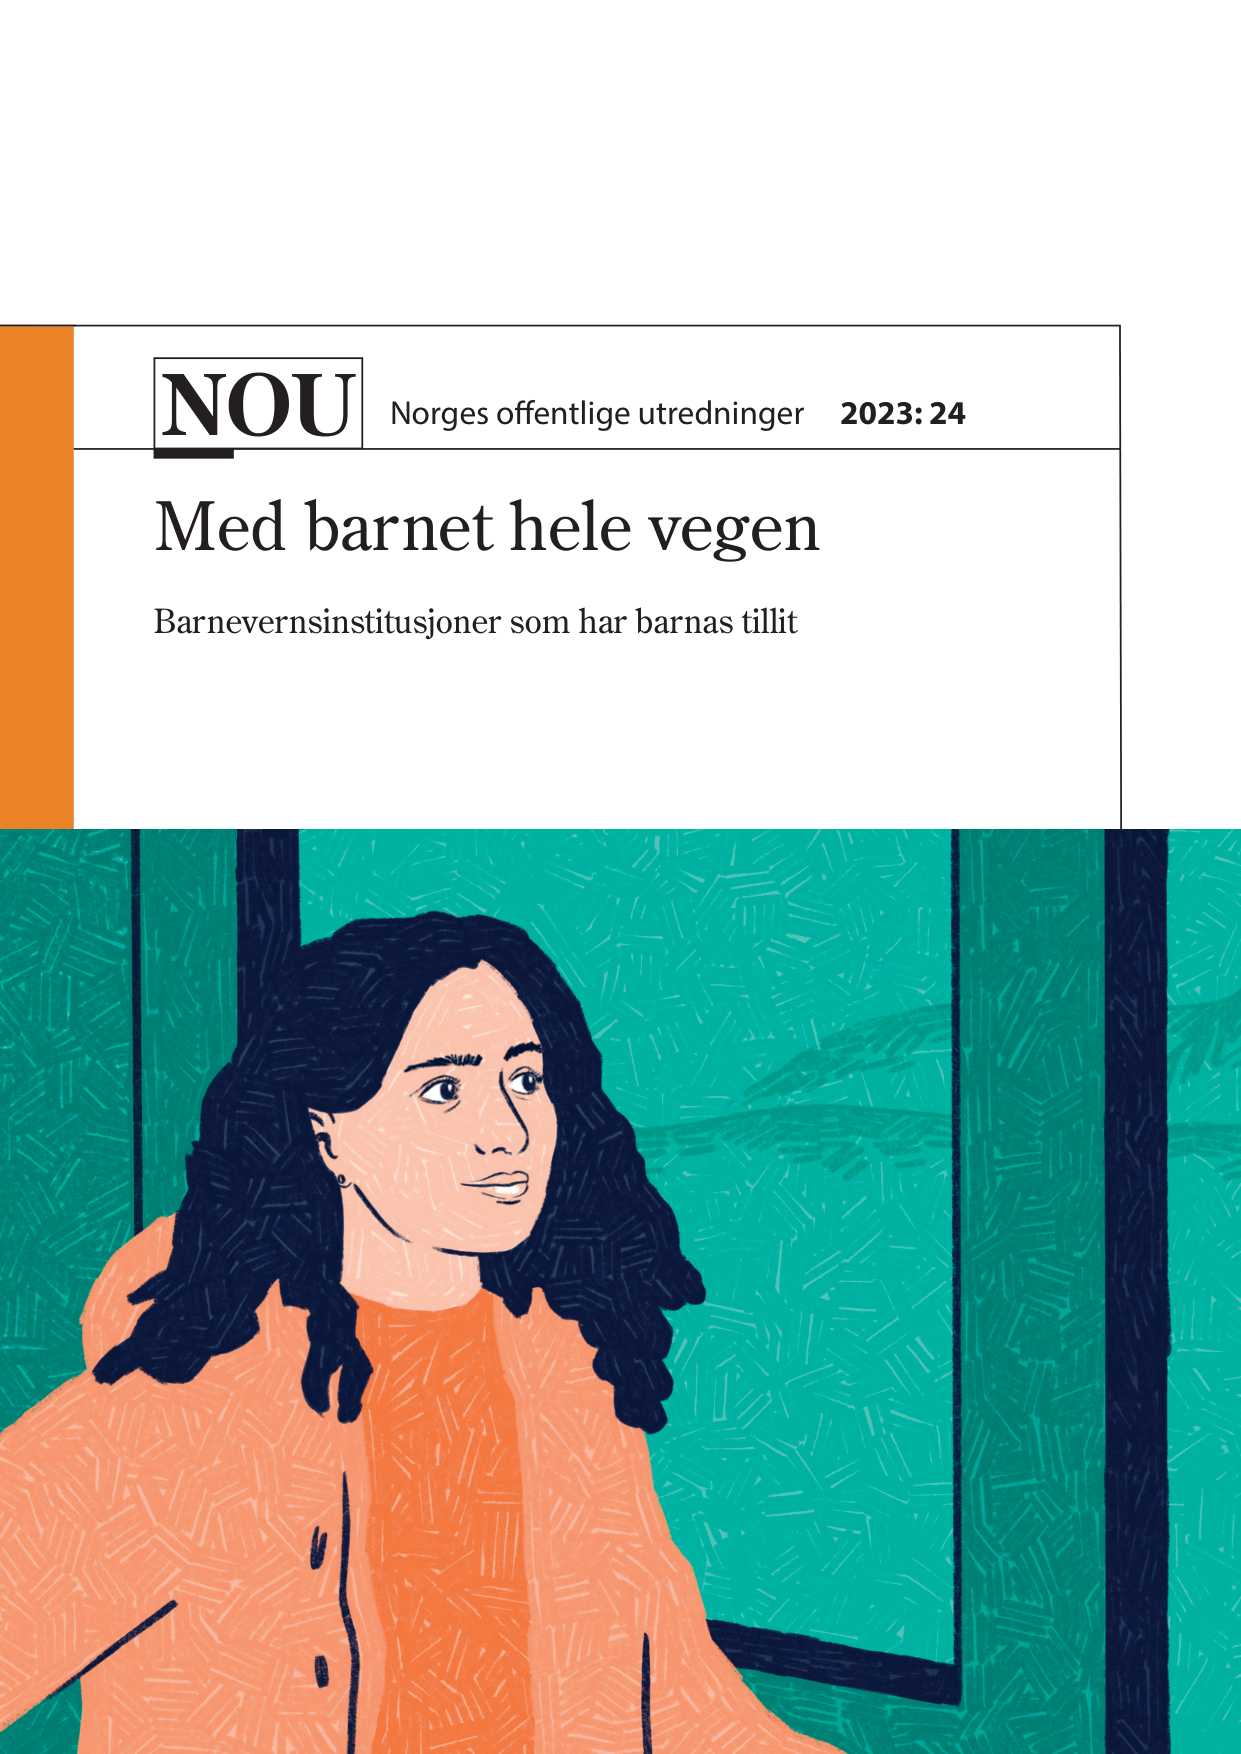 NOU Norges offentlige utredninger 2023: 24
Med barnet hele vegen
Barnevernsinstitusjoner som har barnas tillit